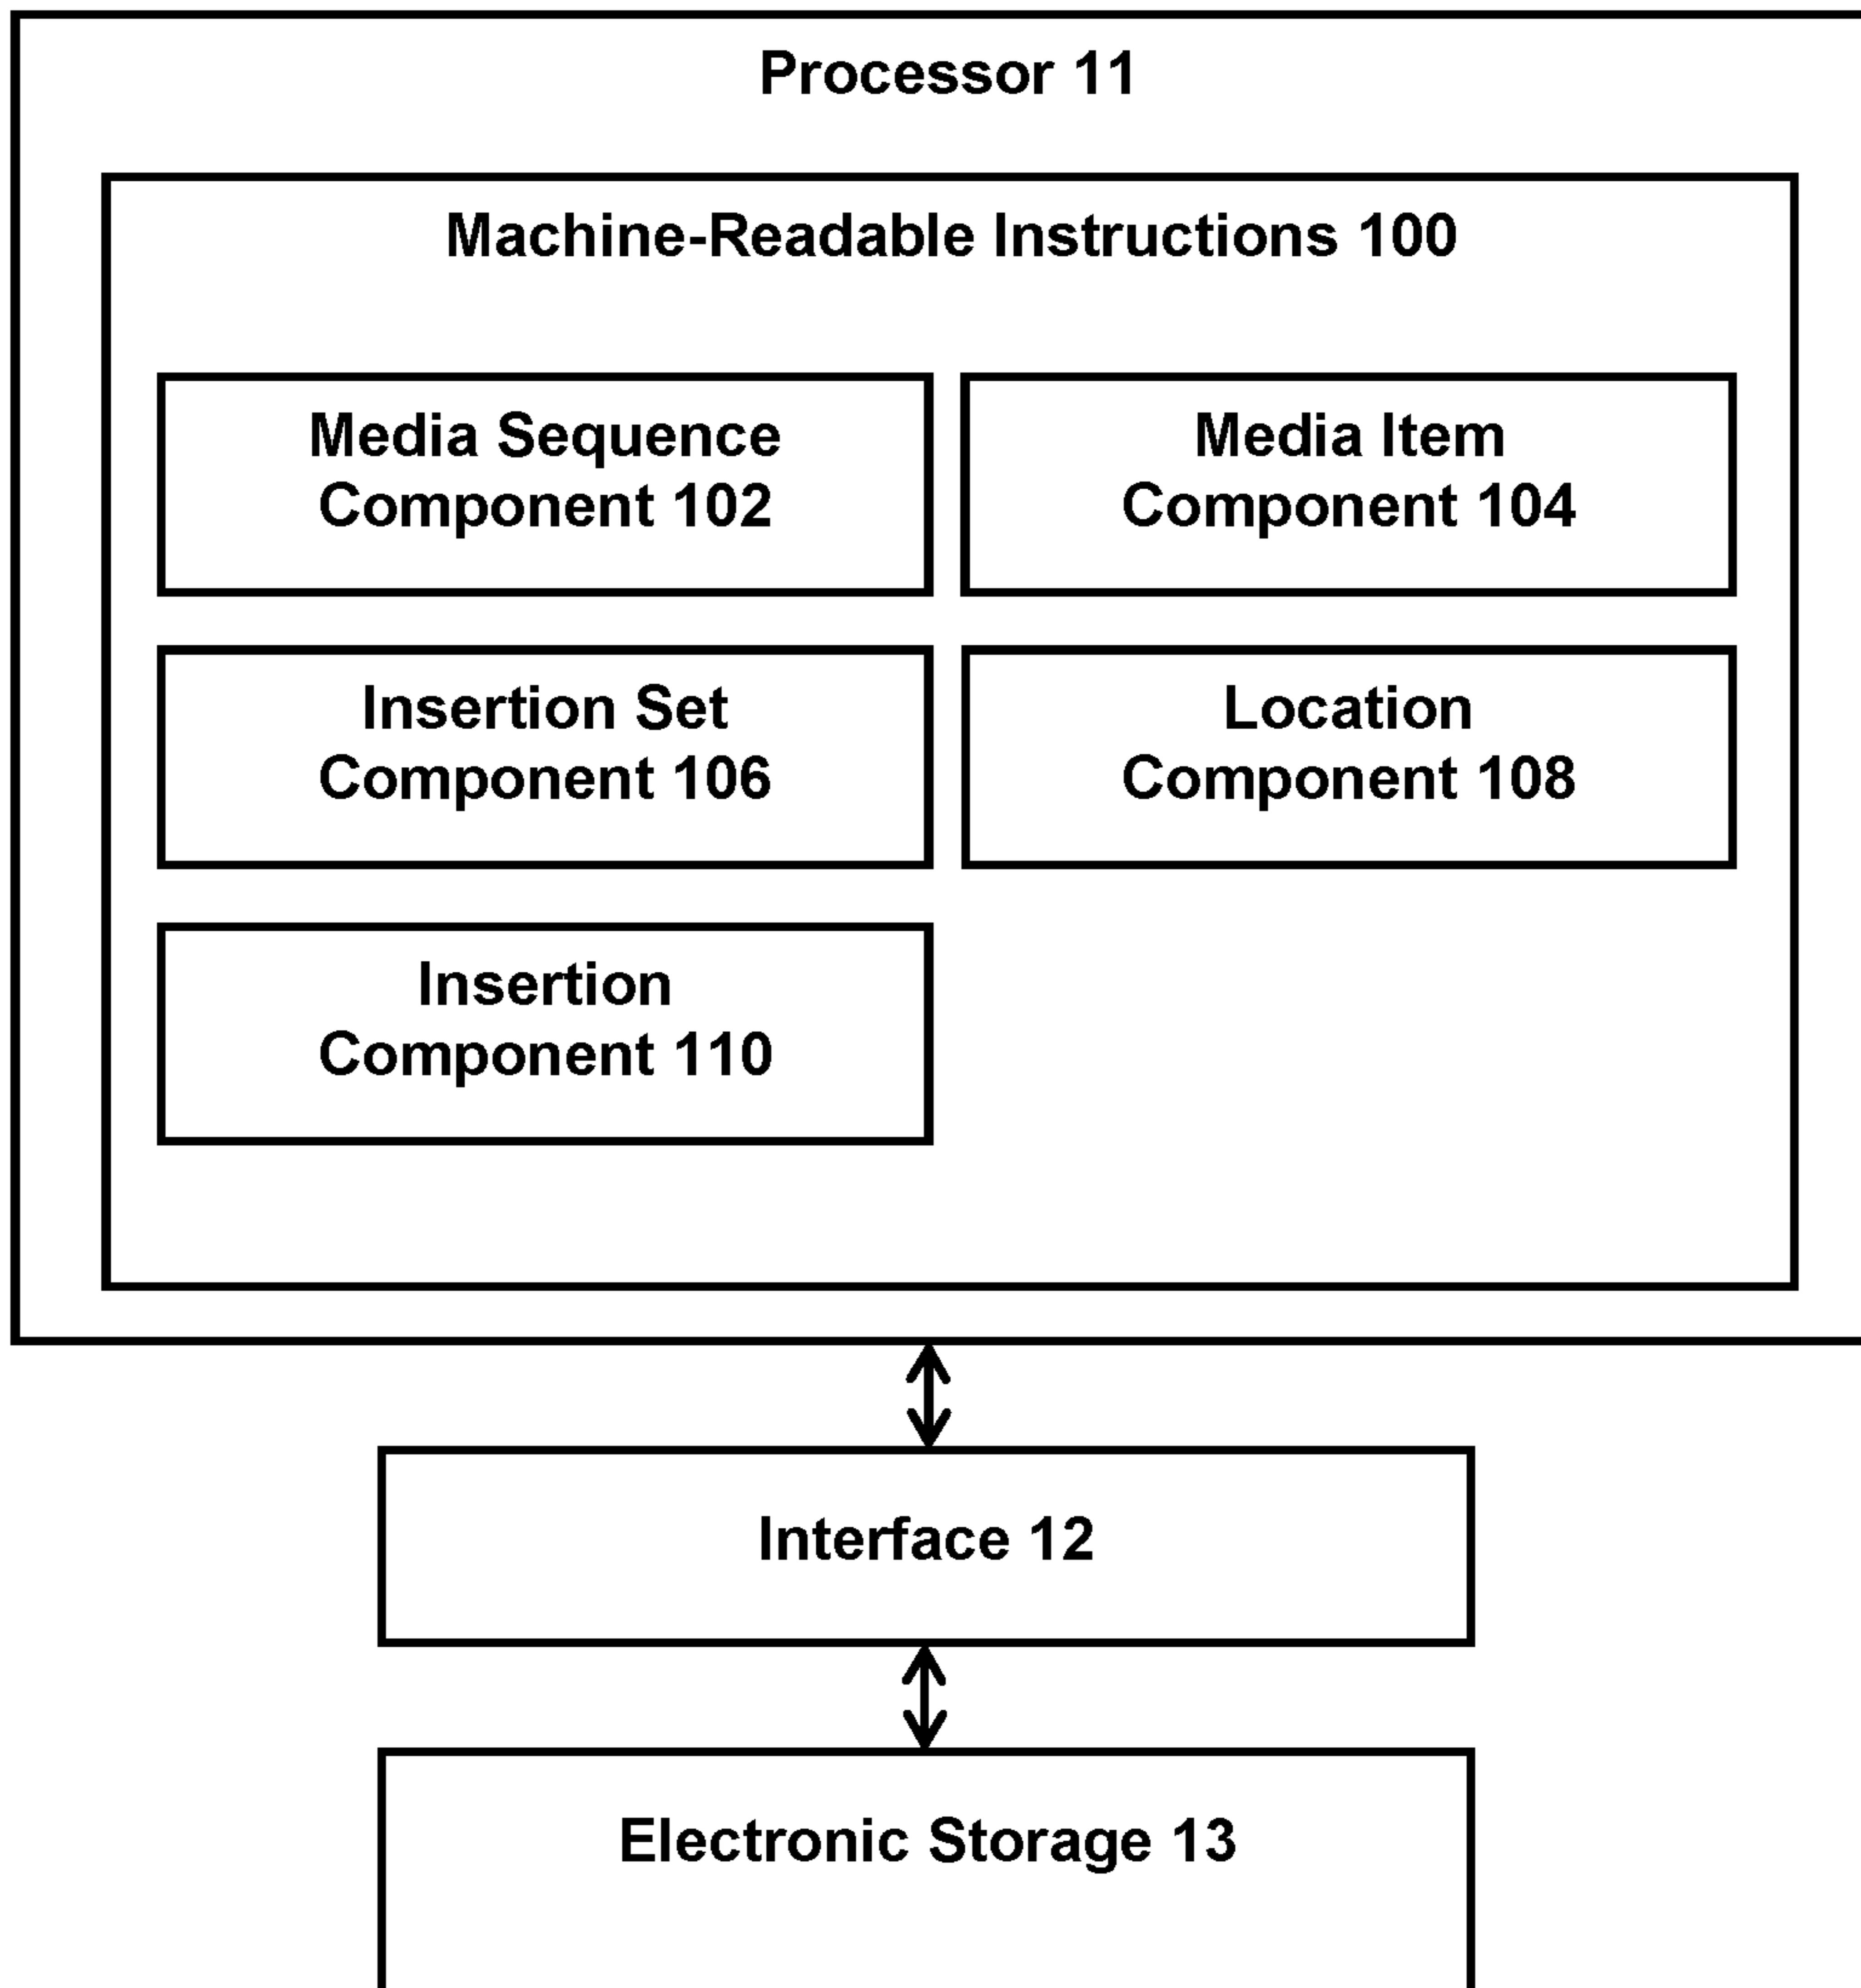 Processor 11
Machine-Readable Instructions 100
Media Sequence
Component 102
Media Item
Component 104
Insertion Set
Component 106
Location
Component 108
Insertion
Component 110
Interface 12
Electronic Storage 13